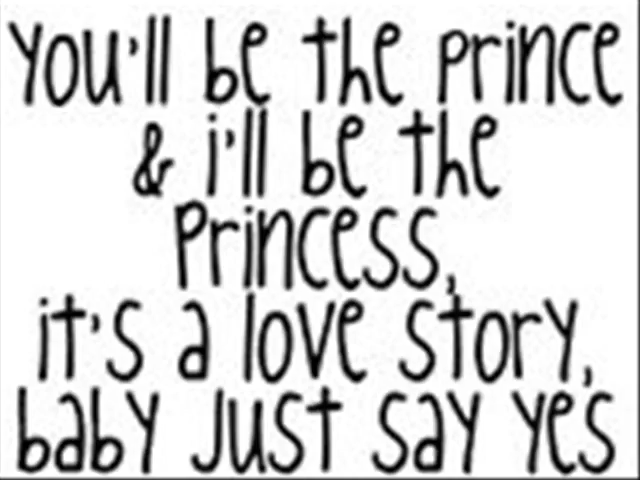 you'll be the prince
& i'll be the
Princess,
it's a love story,
baby just say yes